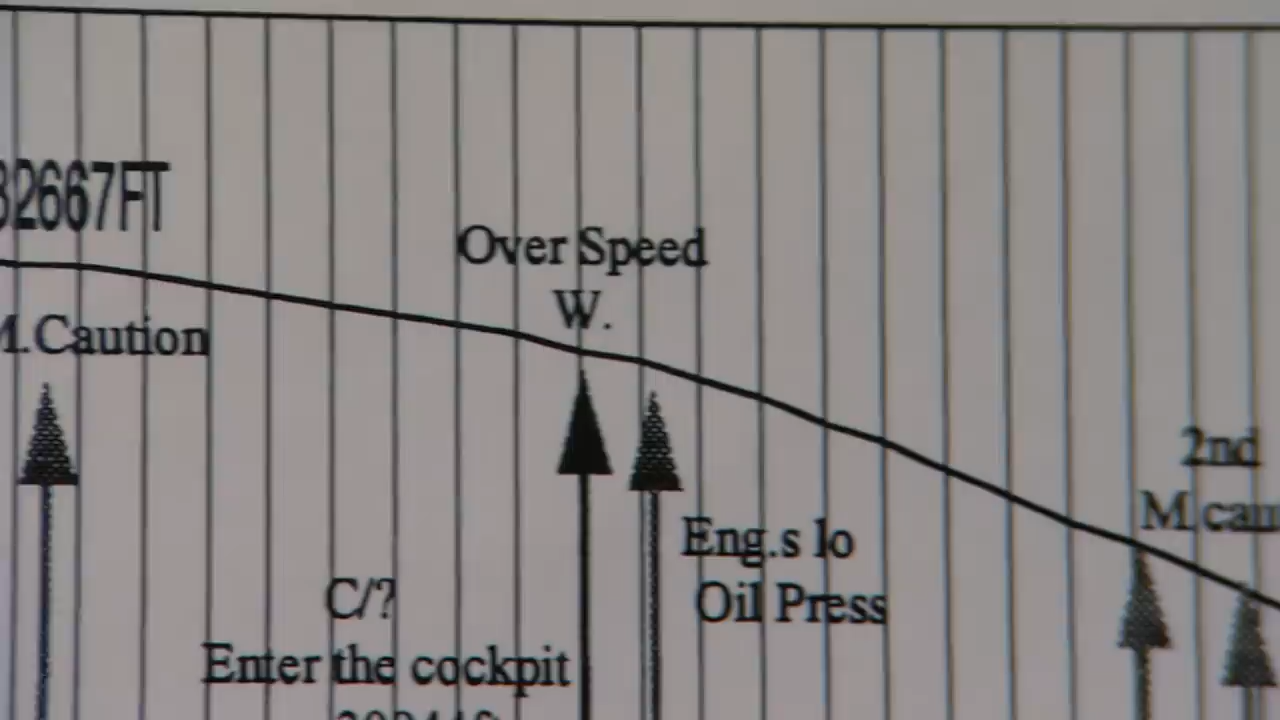 32667FT
Over Speed
W.
M.Caution
2nd
M.cau
Eng.s lo
Oil Press
C/?
Enter the cockpit